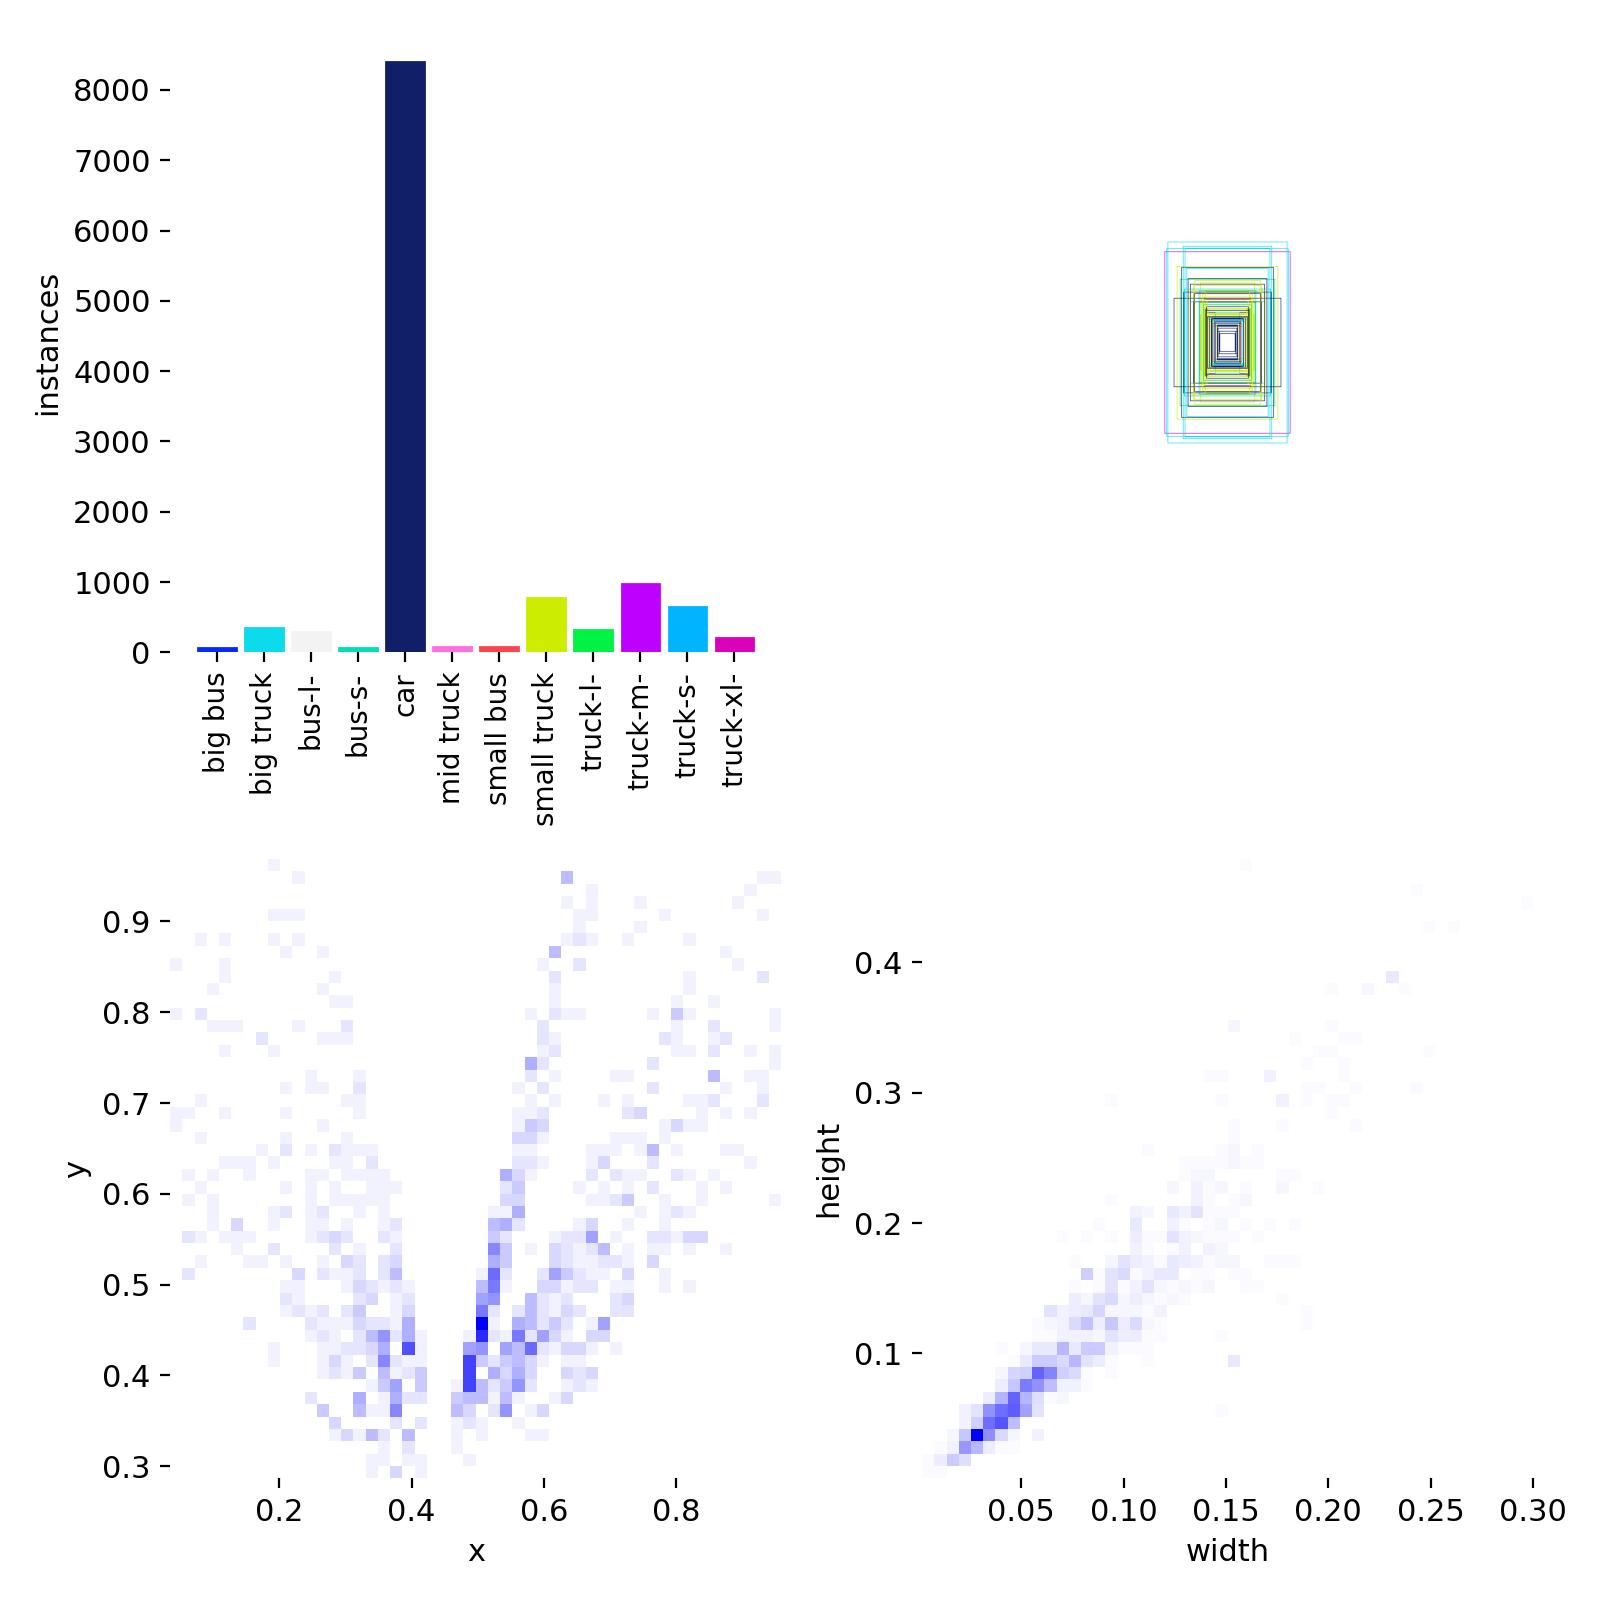 8000
7000
6000
5000
4000
3000
2000
1000
0
instances
big bus
big truck
bus-l-
bus-s-
car
mid truck
small bus
small truck
truck-l-
truck-m-
truck-s-
truck-xl-
0.9
0.8
0.7
0.6
0.5
0.4
0.3
y
0.2 0.4 0.6 0.8
x
0.4
0.3
0.2
0.1
height
0.05 0.10 0.15 0.20 0.25 0.30
width